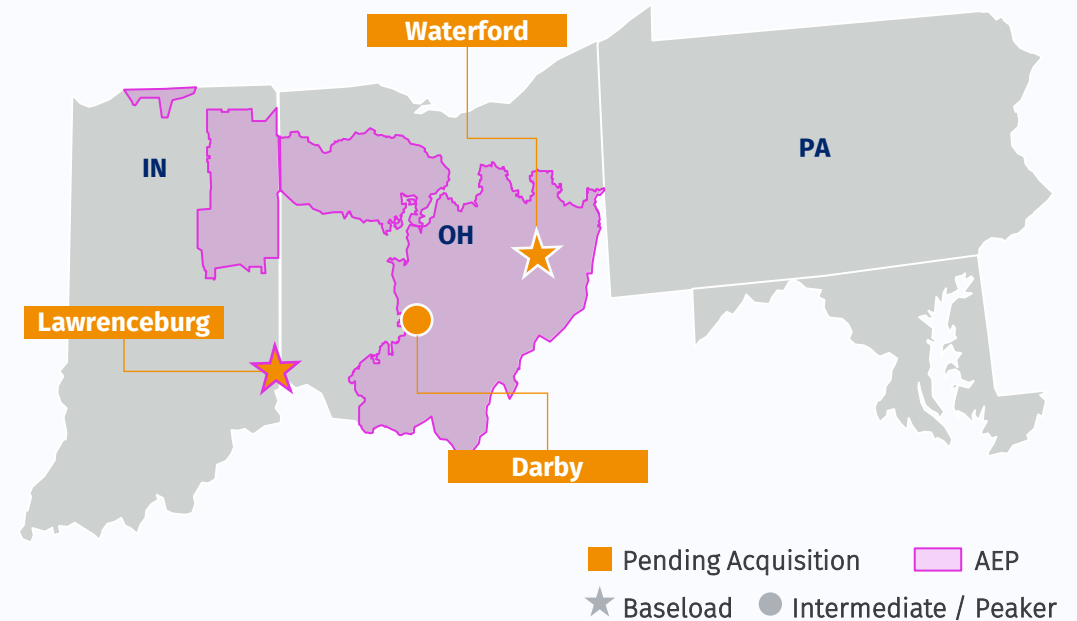 Waterford
IN
PA
OH
Lawrenceburg
Darby
Pending Acquisition
AEP
Baseload
Intermediate / Peaker